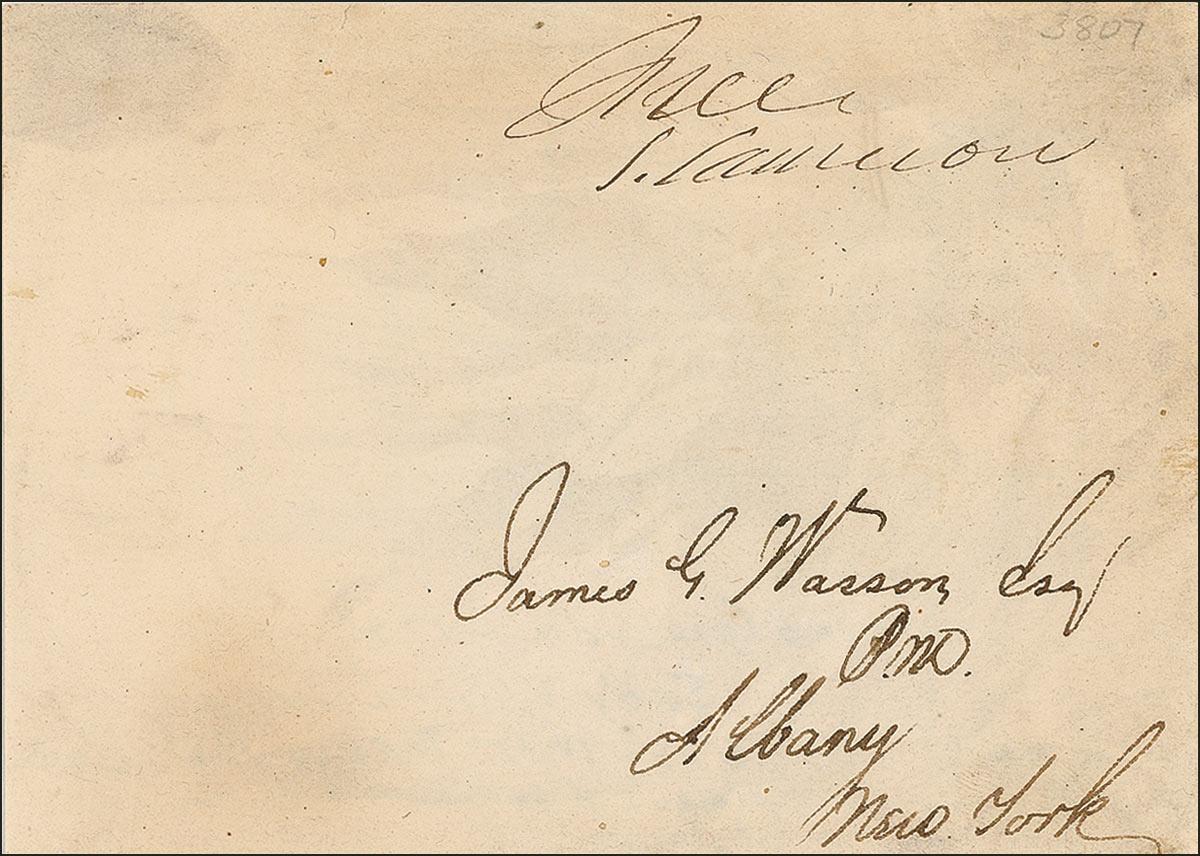 3807
Free
S. Cameron
James G. Wasson, Esq
P.M.
Albany
New York